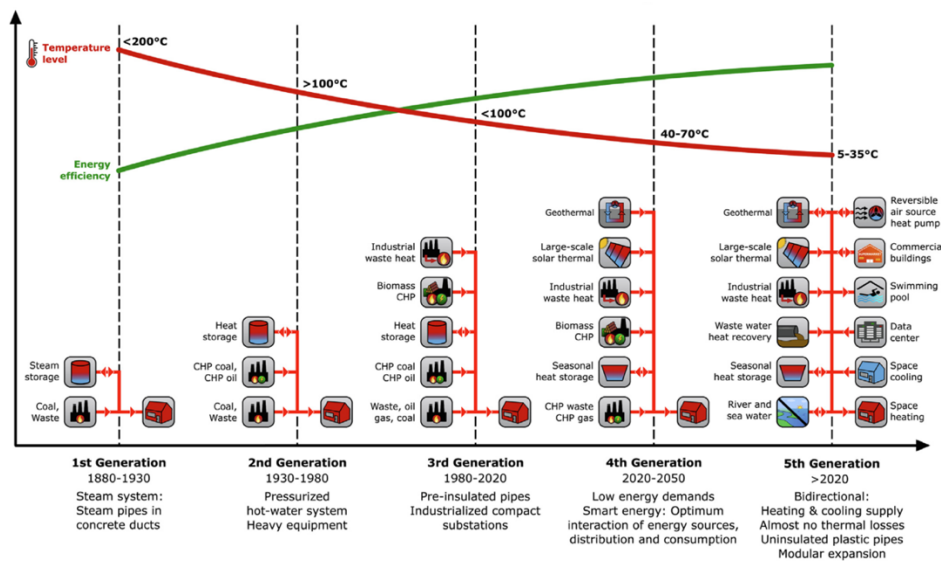 Temperature
level
<200°C
>100°C
<100°C
40-70°C
5-35°C
Energy
efficiency
Steam
storage
Coal,
Waste
Heat
storage
CHP coal,
CHP oil
Coal,
Waste
Industrial
waste heat
Biomass
CHP
Heat
storage
CHP coal
CHP oil
Waste, oil
gas, coal
Geothermal
Large-scale
solar thermal
Industrial
waste heat
Biomass
CHP
Seasonal
heat storage
CHP waste
CHP gas
Geothermal
Large-scale
solar thermal
Industrial
waste heat
Waste water
heat recovery
Seasonal
heat storage
River and
sea water
Reversible
air source
heat pump
Commercia
buildings
Swimming
pool
Data
center
Space
cooling
Space
heating
1st Generation
1880-1930
Steam system:
Steam pipes in
concrete ducts
2nd Generation
1930-1980
Pressurized
hot-water system
Heavy equipment
3rd Generation
1980-2020
Pre-insulated pipes
Industrialized compact
substations
4th Generation
2020-2050
Low energy demands
Smart energy: Optimum
interaction of energy sources,
distribution and consumption
5th Generation
>2020
Bidirectional:
Heating & cooling supply
Almost no thermal losses
Uninsulated plastic pipes
Modular expansion